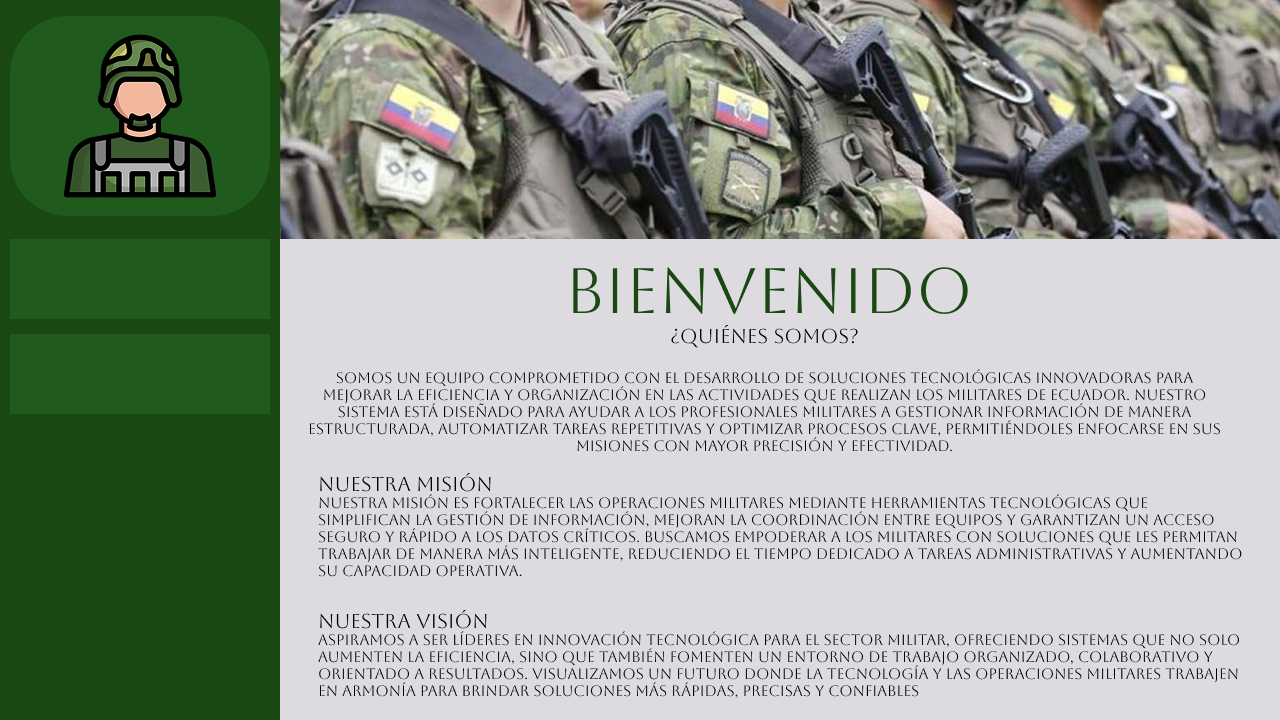 BIENVENIDO
¿QUIÉNES SOMOS?
SOMOS UN EQUIPO COMPROMETIDO CON EL DESARROLLO DE SOLUCIONES TECNOLÓGICAS INNOVADORAS PARA
MEJORAR LA EFICIENCIA Y ORGANIZACIÓN EN LAS ACTIVIDADES QUE REALIZAN LOS MILITARES DE ECUADOR. NUESTRO
SISTEMA ESTÁ DISEÑADO PARA AYUDAR A LOS PROFESIONALES MILITARES A GESTIONAR INFORMACIÓN DE MANERA
ESTRUCTURADA, AUTOMATIZAR TAREAS REPETITIVAS Y OPTIMIZAR PROCESOS CLAVE, PERMITIÉNDOLES ENFOCARSE EN SUS
MISIONES CON MAYOR PRECISIÓN Y EFECTIVIDAD.
NUESTRA MISIÓN
NUESTRA MISIÓN ES FORTALECER LAS OPERACIONES MILITARES MEDIANTE HERRAMIENTAS TECNOLÓGICAS QUE
SIMPLIFICAN LA GESTIÓN DE INFORMACIÓN, MEJORAN LA COORDINACIÓN ENTRE EQUIPOS Y GARANTIZAN UN ACCESO
SEGURO Y RÁPIDO A LOS DATOS CRÍTICOS. BUSCAMOS EMPODERAR A LOS MILITARES CON SOLUCIONES QUE LES PERMITAN
TRABAJAR DE MANERA MÁS INTELIGENTE, REDUCIENDO EL TIEMPO DEDICADO A TAREAS ADMINISTRATIVAS Y AUMENTANDO
SU CAPACIDAD OPERATIVA.
NUESTRA VISIÓN
ASPIRAMOS A SER LÍDERES EN INNOVACIÓN TECNOLÓGICA PARA EL SECTOR MILITAR, OFRECIENDO SISTEMAS QUE NO SOLO
AUMENTEN LA EFICIENCIA, SINO QUE TAMBIÉN FOMENTEN UN ENTORNO DE TRABAJO ORGANIZADO, COLABORATIVO Y
ORIENTADO A RESULTADOS. VISUALIZAMOS UN FUTURO DONDE LA TECNOLOGÍA Y LAS OPERACIONES MILITARES TRABAJEN
EN ARMONÍA PARA BRINDAR SOLUCIONES MÁS RÁPIDAS, PRECISAS Y CONFIABLES